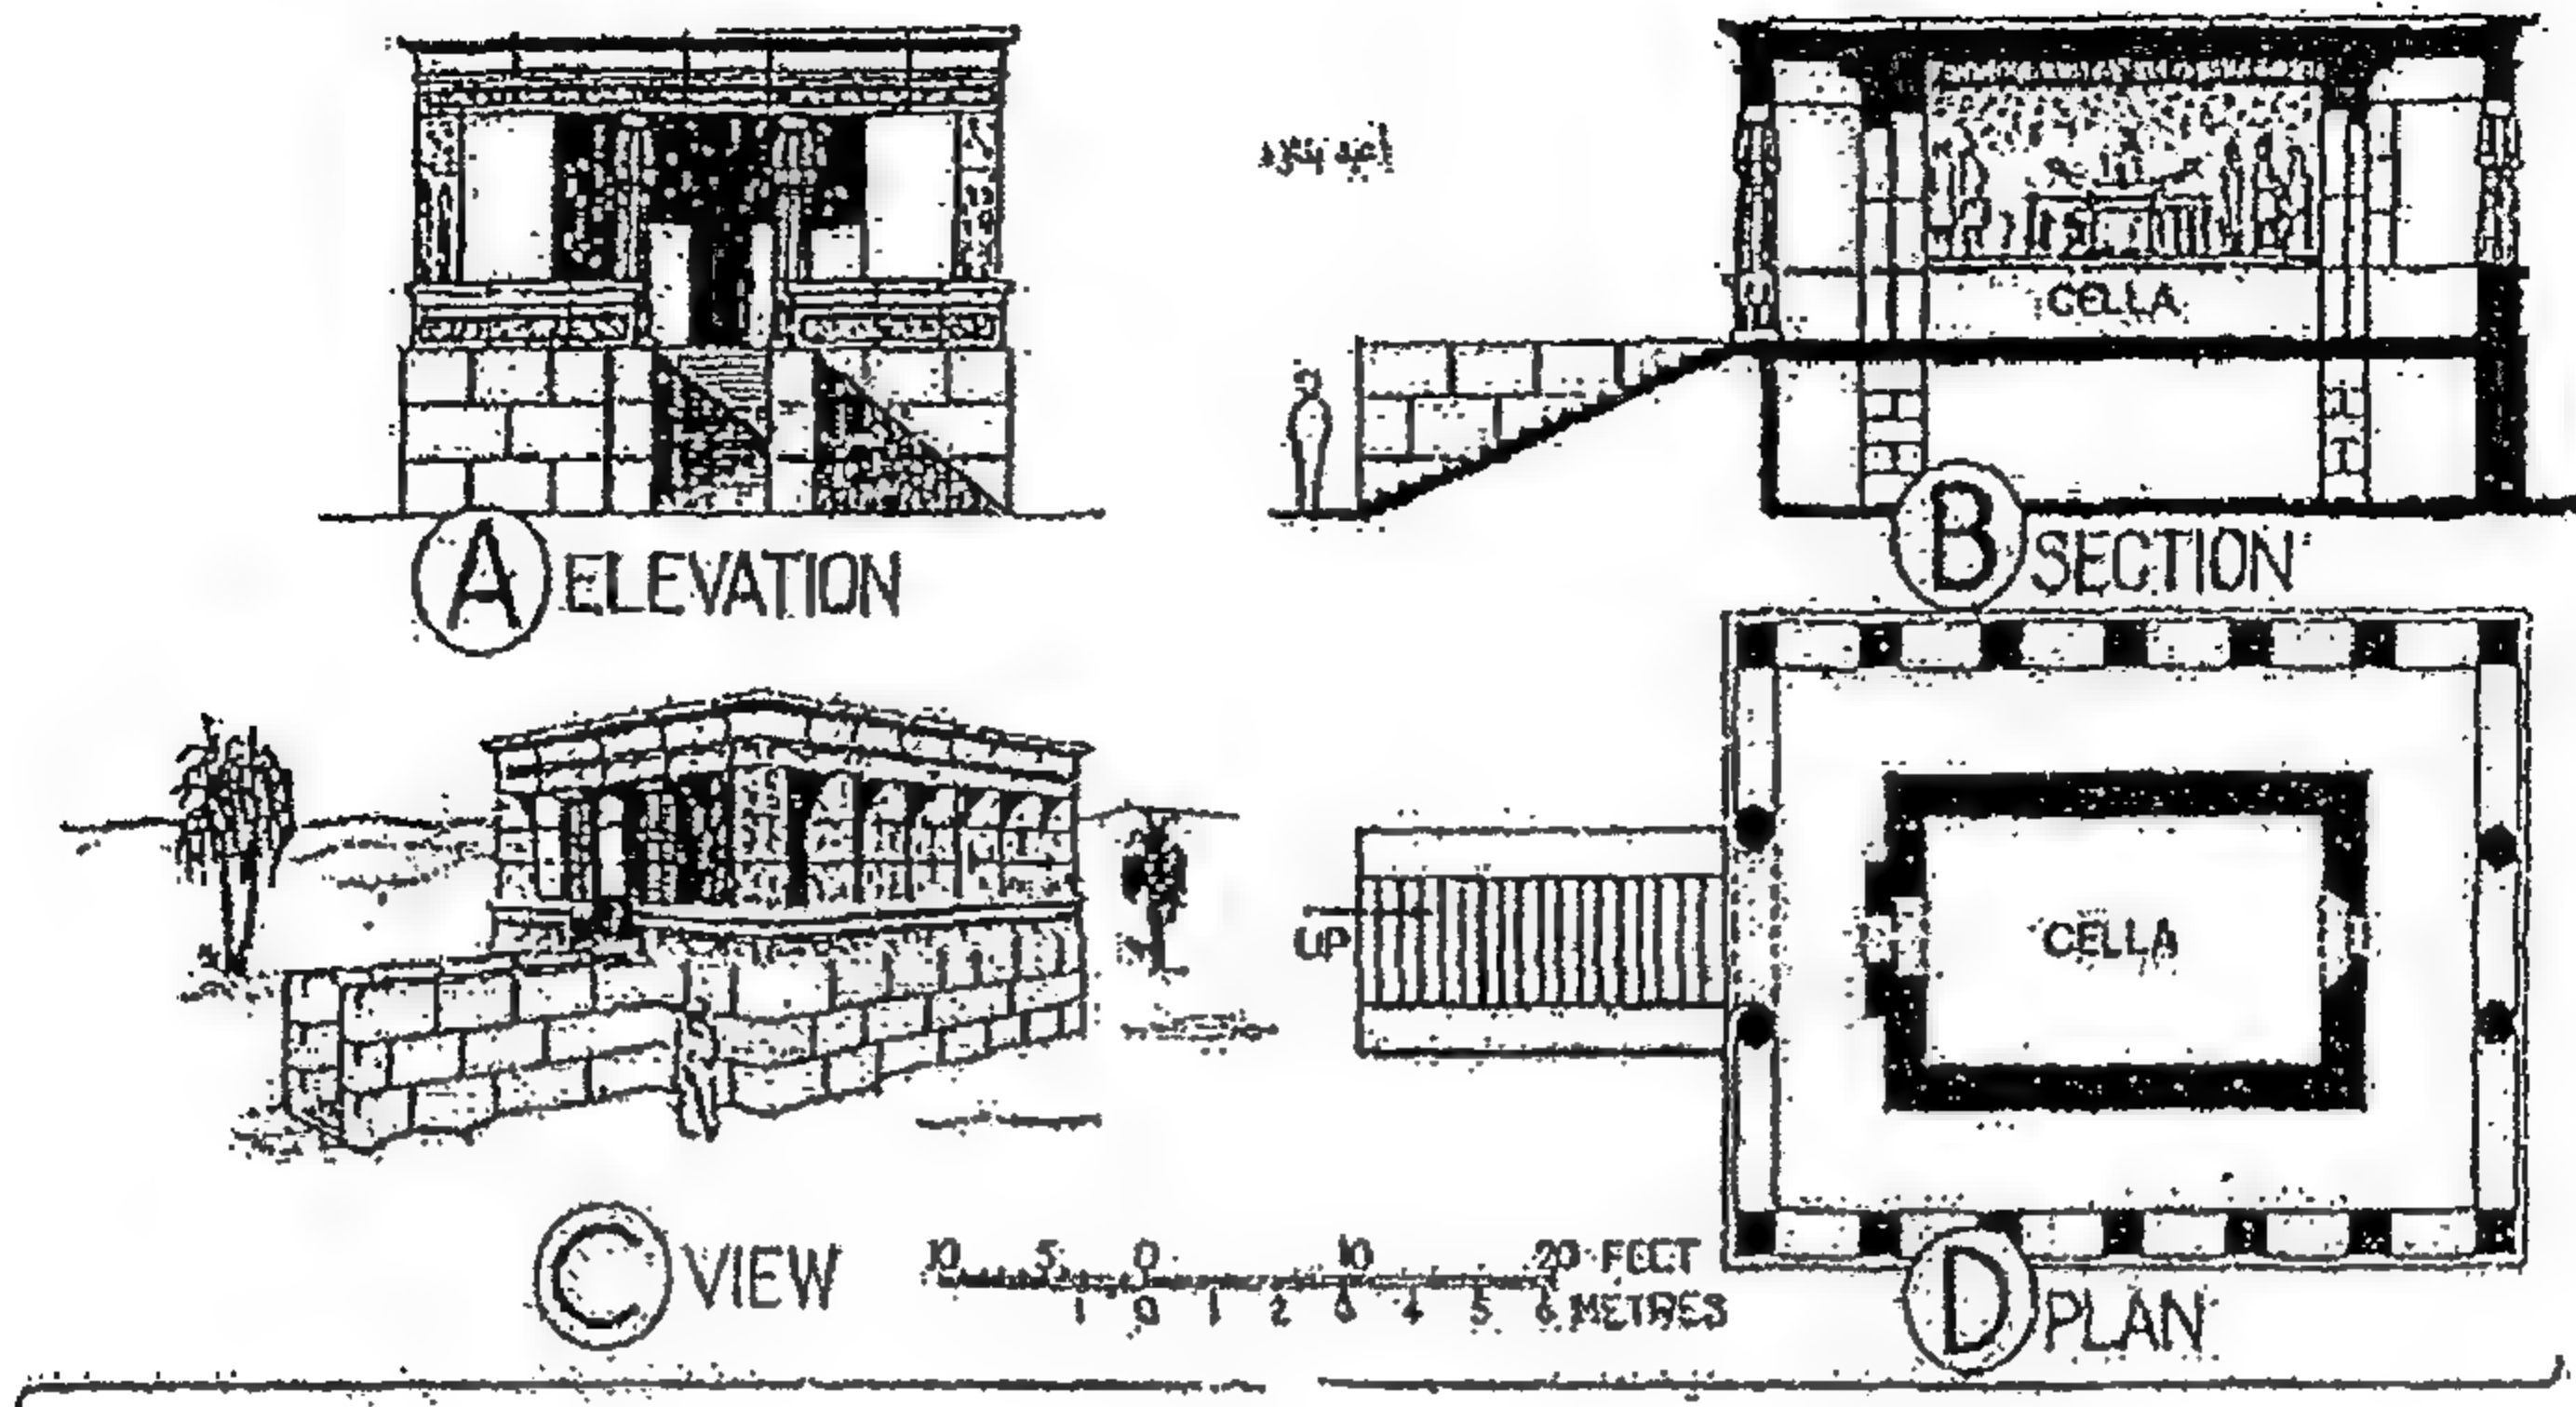 CELLA
A ELEVATION
B SECTION
UP
CELLA
C VIEW
10 5 0 10 20 FEET
1 0 1 2 3 4 5 6 METRES
D PLAN